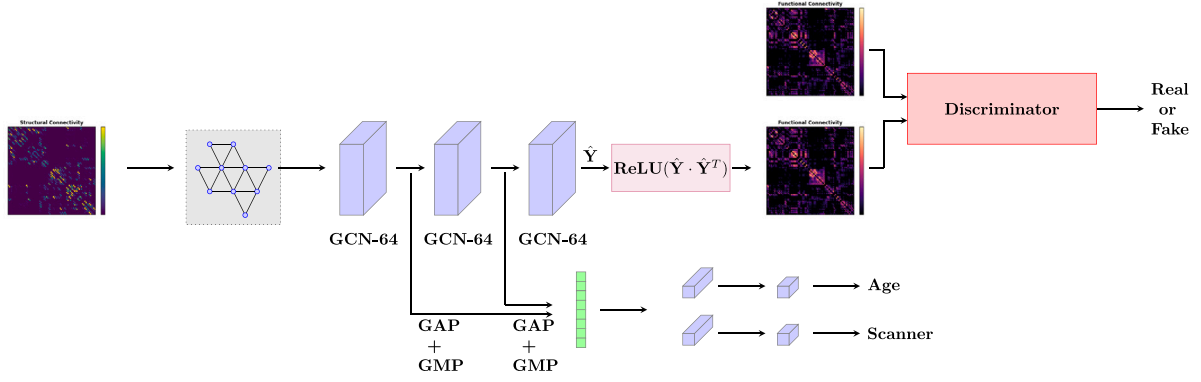 Functional Connectivity
Structural Connectivity
Functional Connectivity
Discriminator
Real
or
Fake
Ŷ
ReLU(Ŷ · Ŷᵀ)
GCN-64
GCN-64
GCN-64
GAP
+
GMP
GAP
+
GMP
Age
Scanner